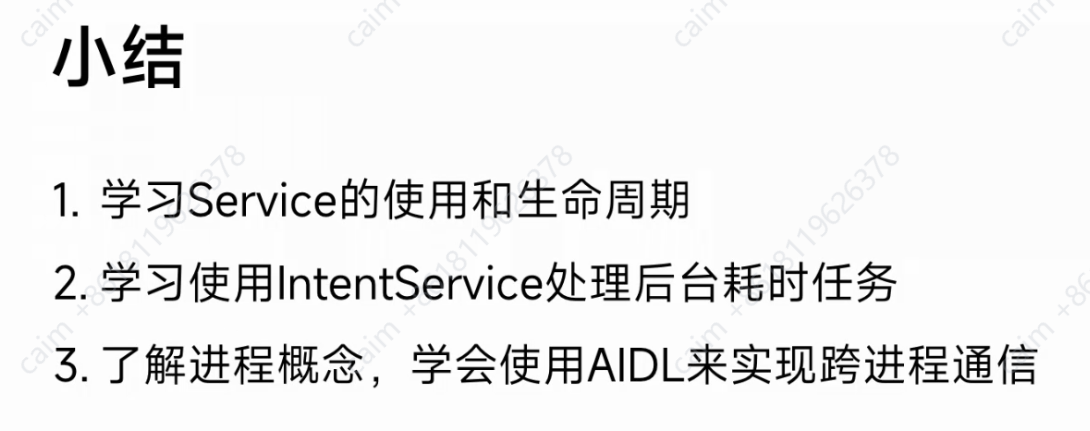 小结
1. 学习Service的使用和生命周期
2. 学习使用IntentService处理后台耗时任务
3. 了解进程概念，学会使用AIDL来实现跨进程通信